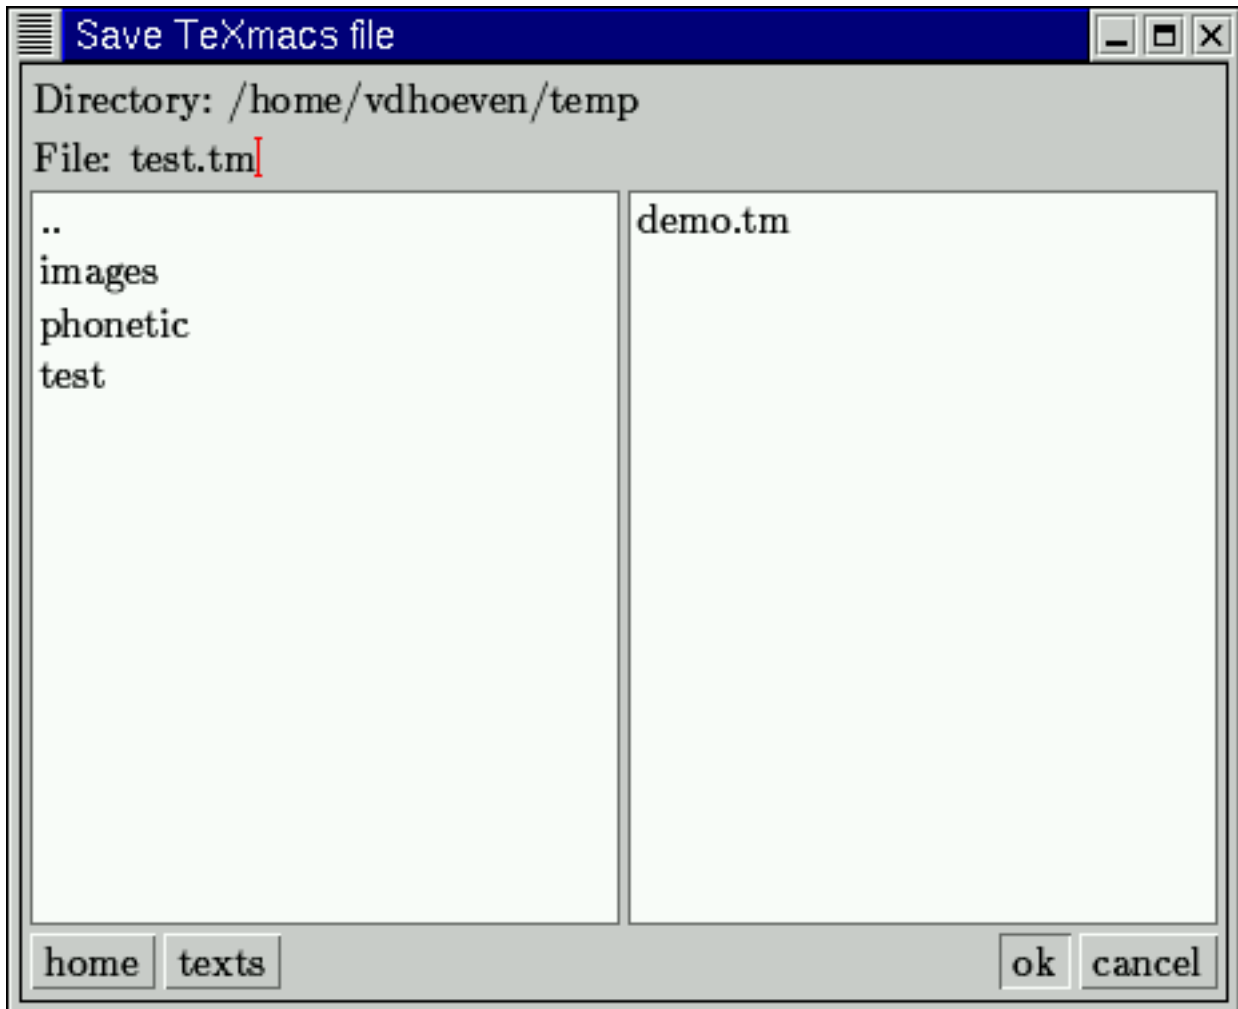 Save TeXmacs file
Directory: /home/vdhoeven/temp
File: test.tm
..
images
phonetic
test
demo.tm
home texts ok cancel